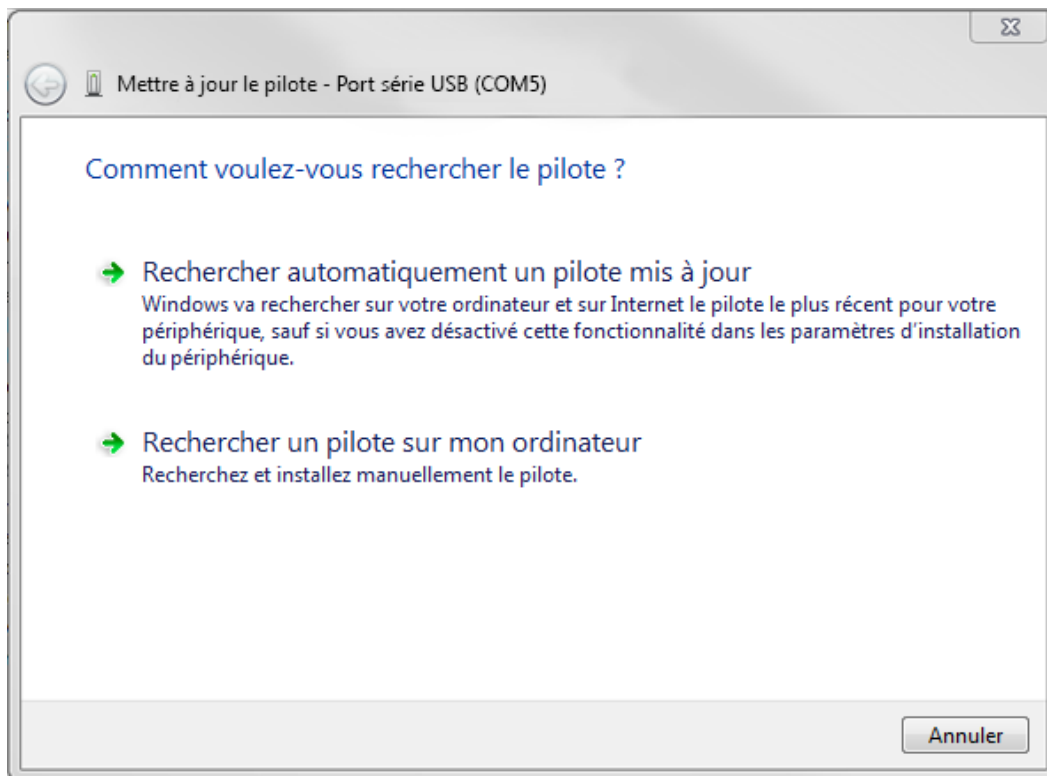 Mettre à jour le pilote - Port série USB (COM5)
Comment voulez-vous rechercher le pilote ?
Rechercher automatiquement un pilote mis à jour
Windows va rechercher sur votre ordinateur et sur Internet le pilote le plus récent pour votre
périphérique, sauf si vous avez désactivé cette fonctionnalité dans les paramètres d'installation
du périphérique.
Rechercher un pilote sur mon ordinateur
Recherchez et installez manuellement le pilote.
Annuler